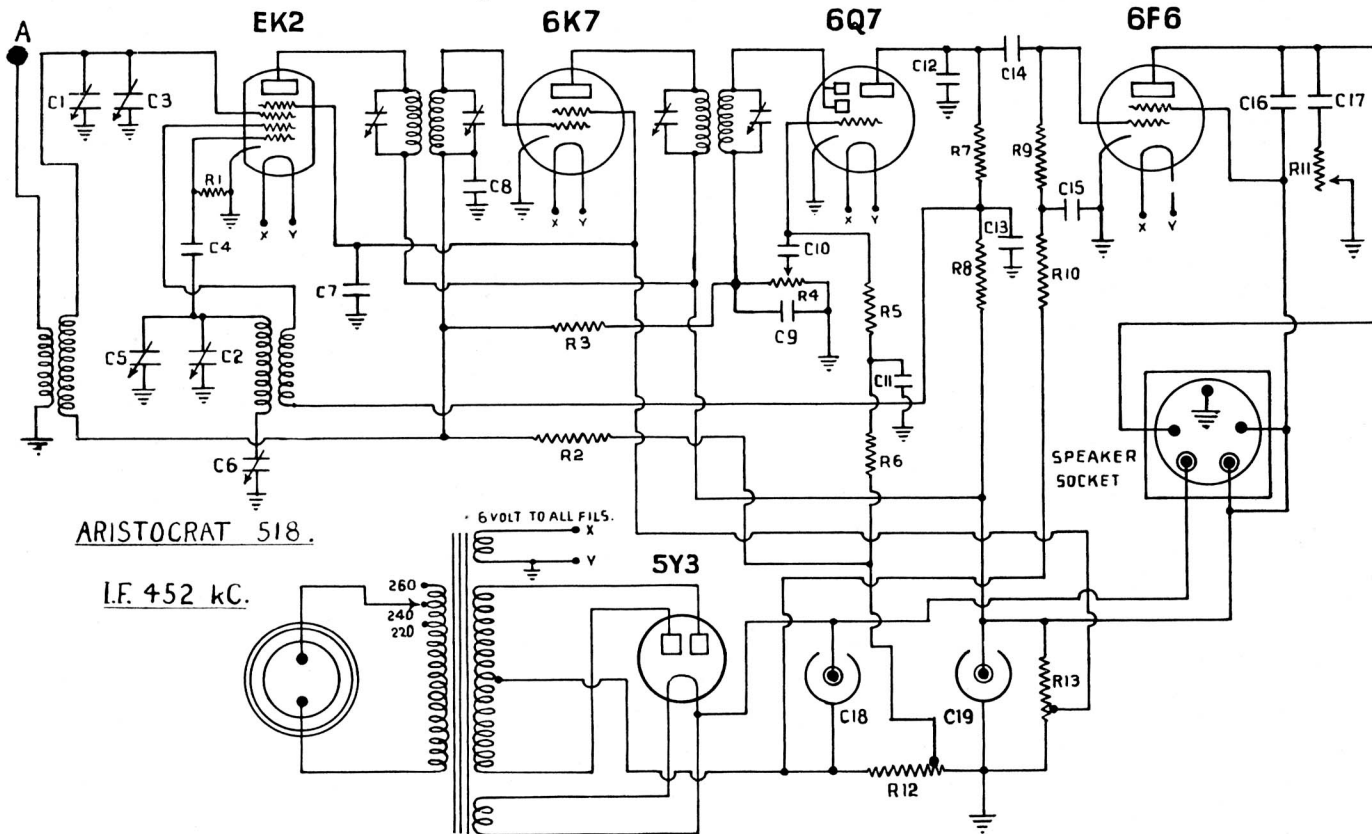 EK2 6K7 6Q7 6F6
A
C1
C3
C12
C14
C16
C17
R1
C8
R7
R9
R11
X Y
X Y
X Y
X Y
C4
C15
C10
C13
R8
R10
C7
R4
R5
C9
R3
C5
C2
C11
R2
R6
C6
SPEAKER
SOCKET
ARISTOCRAT 518.
6 VOLT TO ALL FILS.
X
Y
5Y3
I.F. 452 kC.
260
240
220
R13
C18
C19
R12